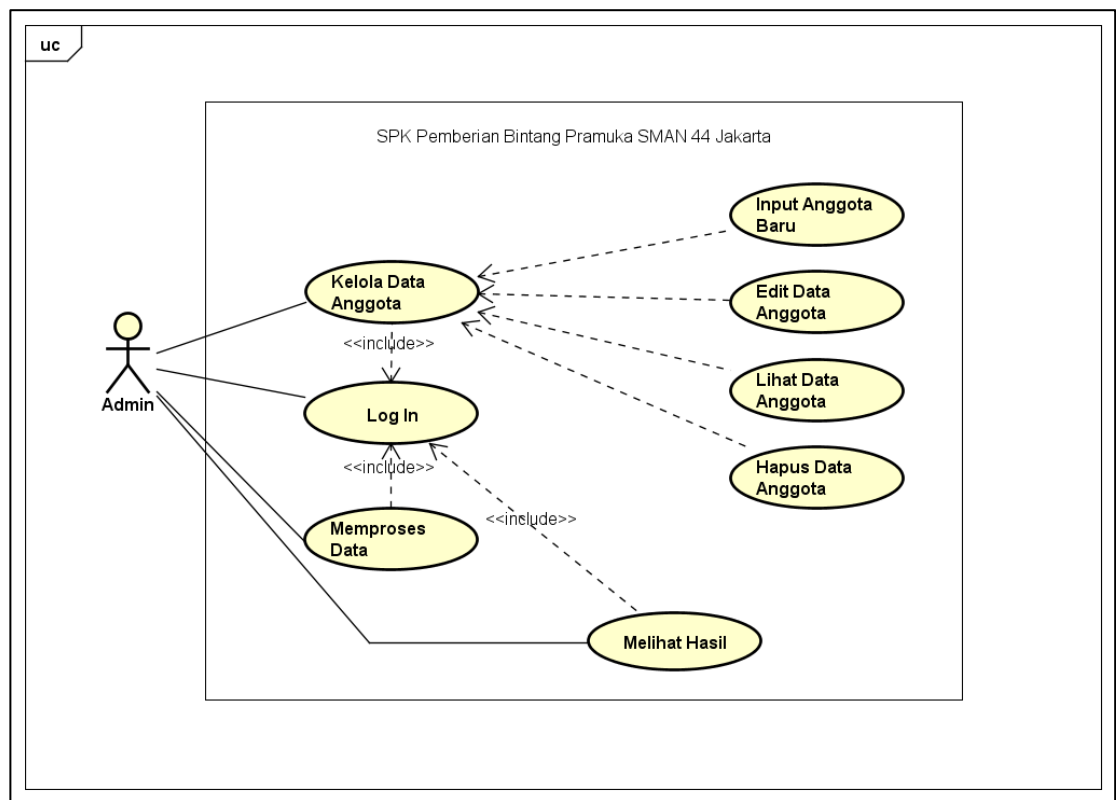 uc
SPK Pemberian Bintang Pramuka SMAN 44 Jakarta
Input Anggota
Baru
Kelola Data
Anggota
Edit Data
Anggota
<<include>>
Lihat Data
Anggota
Admin
Log In
<<include>>
Hapus Data
Anggota
<<include>>
Memproses
Data
Melihat Hasil